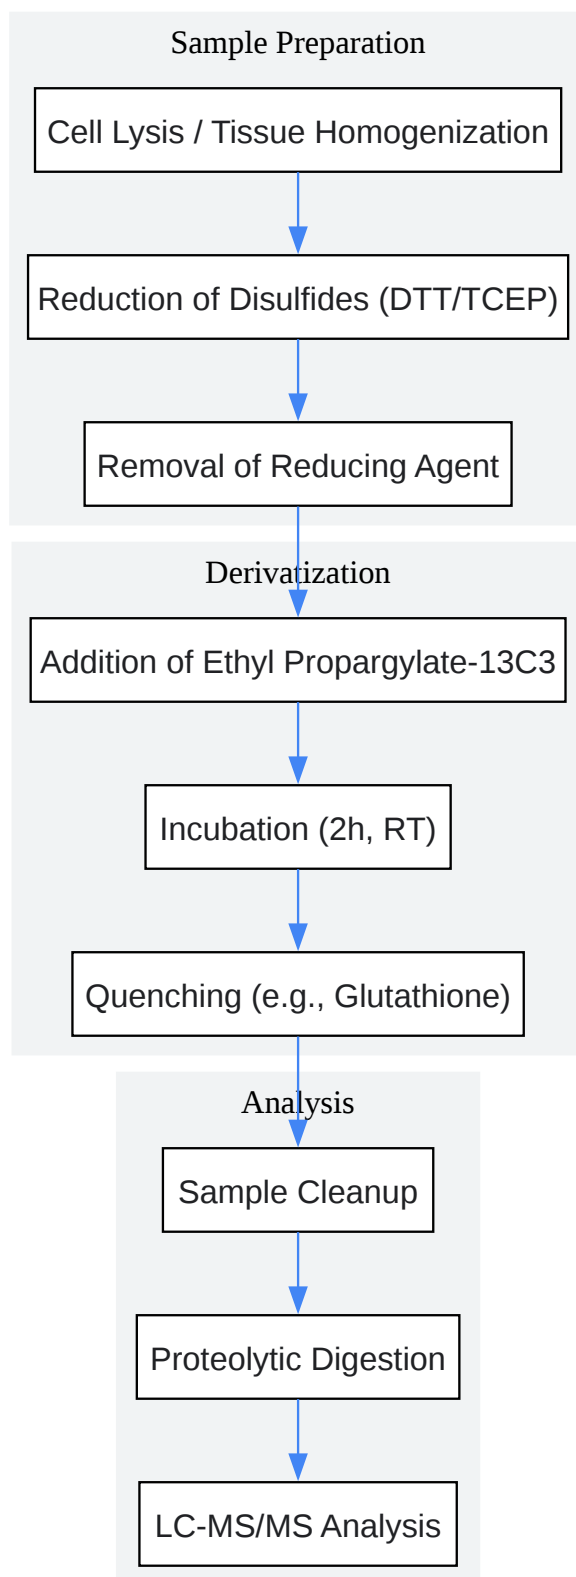 Sample Preparation
Cell Lysis / Tissue Homogenization
Reduction of Disulfides (DTT/TCEP)
Removal of Reducing Agent
Derivatization
Addition of Ethyl Propargylate-13C3
Incubation (2h, RT)
Quenching (e.g., Glutathione)
Analysis
Sample Cleanup
Proteolytic Digestion
LC-MS/MS Analysis